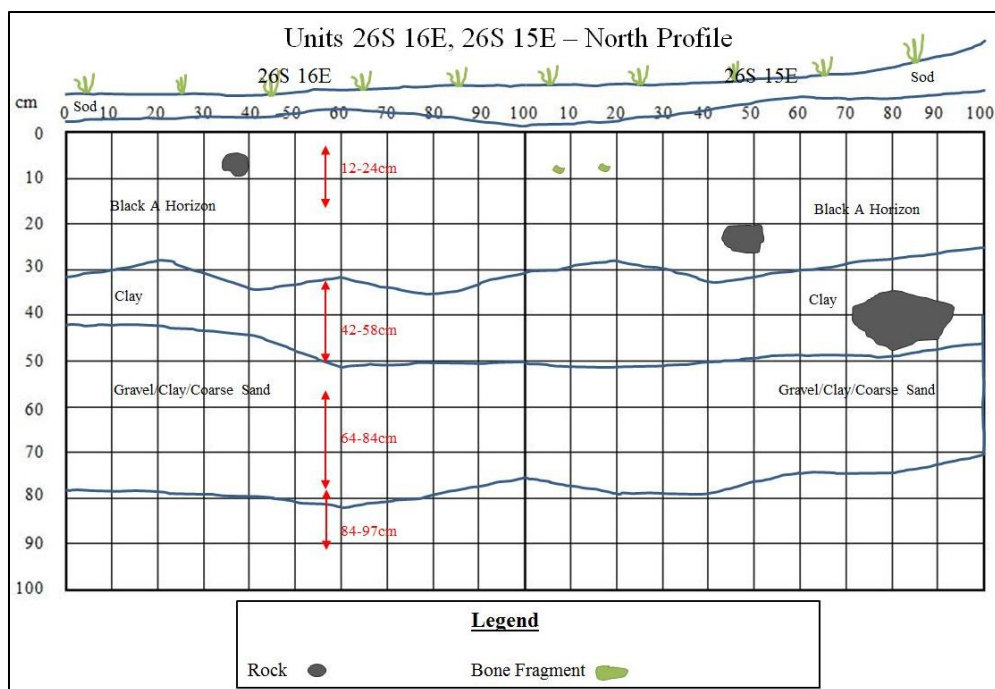 Units 26S 16E, 26S 15E – North Profile
26S 16E
26S 15E
Sod
cm
Sod
0 10 20 30 40 50 60 70 80 90 100 10 20 30 40 50 60 70 80 90 100
0
12-24cm
10
Black A Horizon
Black A Horizon
20
30
Clay
Clay
40
42-58cm
50
Gravel/Clay/Coarse Sand
Gravel/Clay/Coarse Sand
60
64-84cm
70
80
84-97cm
90
100
Legend
Rock
Bone Fragment